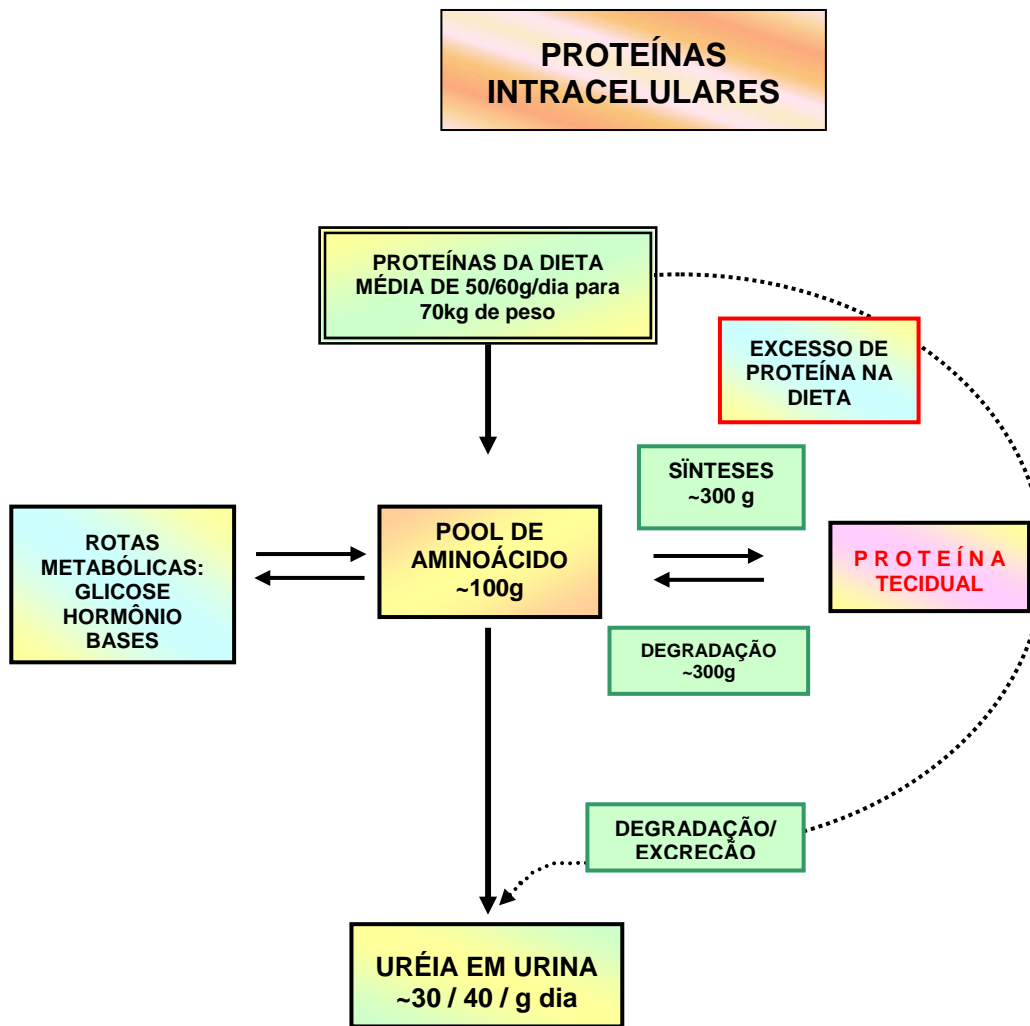 PROTEÍNAS
INTRACELULARES
PROTEÍNAS DA DIETA
MÉDIA DE 50/60g/dia para
70kg de peso
EXCESSO DE
PROTEÍNA NA
DIETA
SÏNTESES
~300 g
ROTAS
METABÓLICAS:
GLICOSE
HORMÔNIO
BASES
POOL DE
AMINOÁCIDO
~100g
P R O T E Í N A
TECIDUAL
DEGRADAÇÃO
~300g
DEGRADAÇÃO/
EXCREÇÃO
URÉIA EM URINA
~30 / 40 / g dia